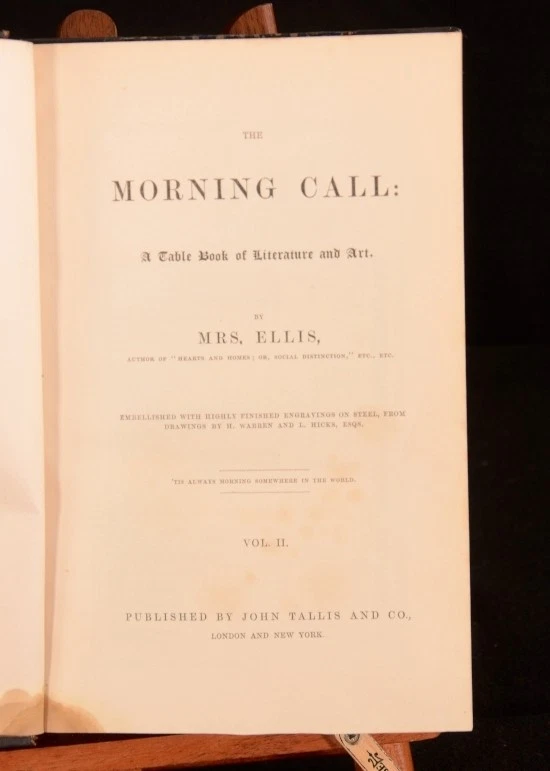 THE
MORNING CALL:
A Table Book of Literature and Art.
BY
MRS, ELLIS,
AUTHOR OF "HEARTS AND HOMES; OR, SOCIAL DISTINCTION," ETC., ETC.
EMBELLISHED WITH HIGHLY FINISHED ENGRAVINGS ON STEEL, FROM
DRAWINGS BY H. WARREN AND L. HICKS, ESQS.
'TIS ALWAYS MORNING SOMEWHERE IN THE WORLD.
VOL. II.
PUBLISHED BY JOHN TALLIS AND CO.,
LONDON AND NEW YORK.